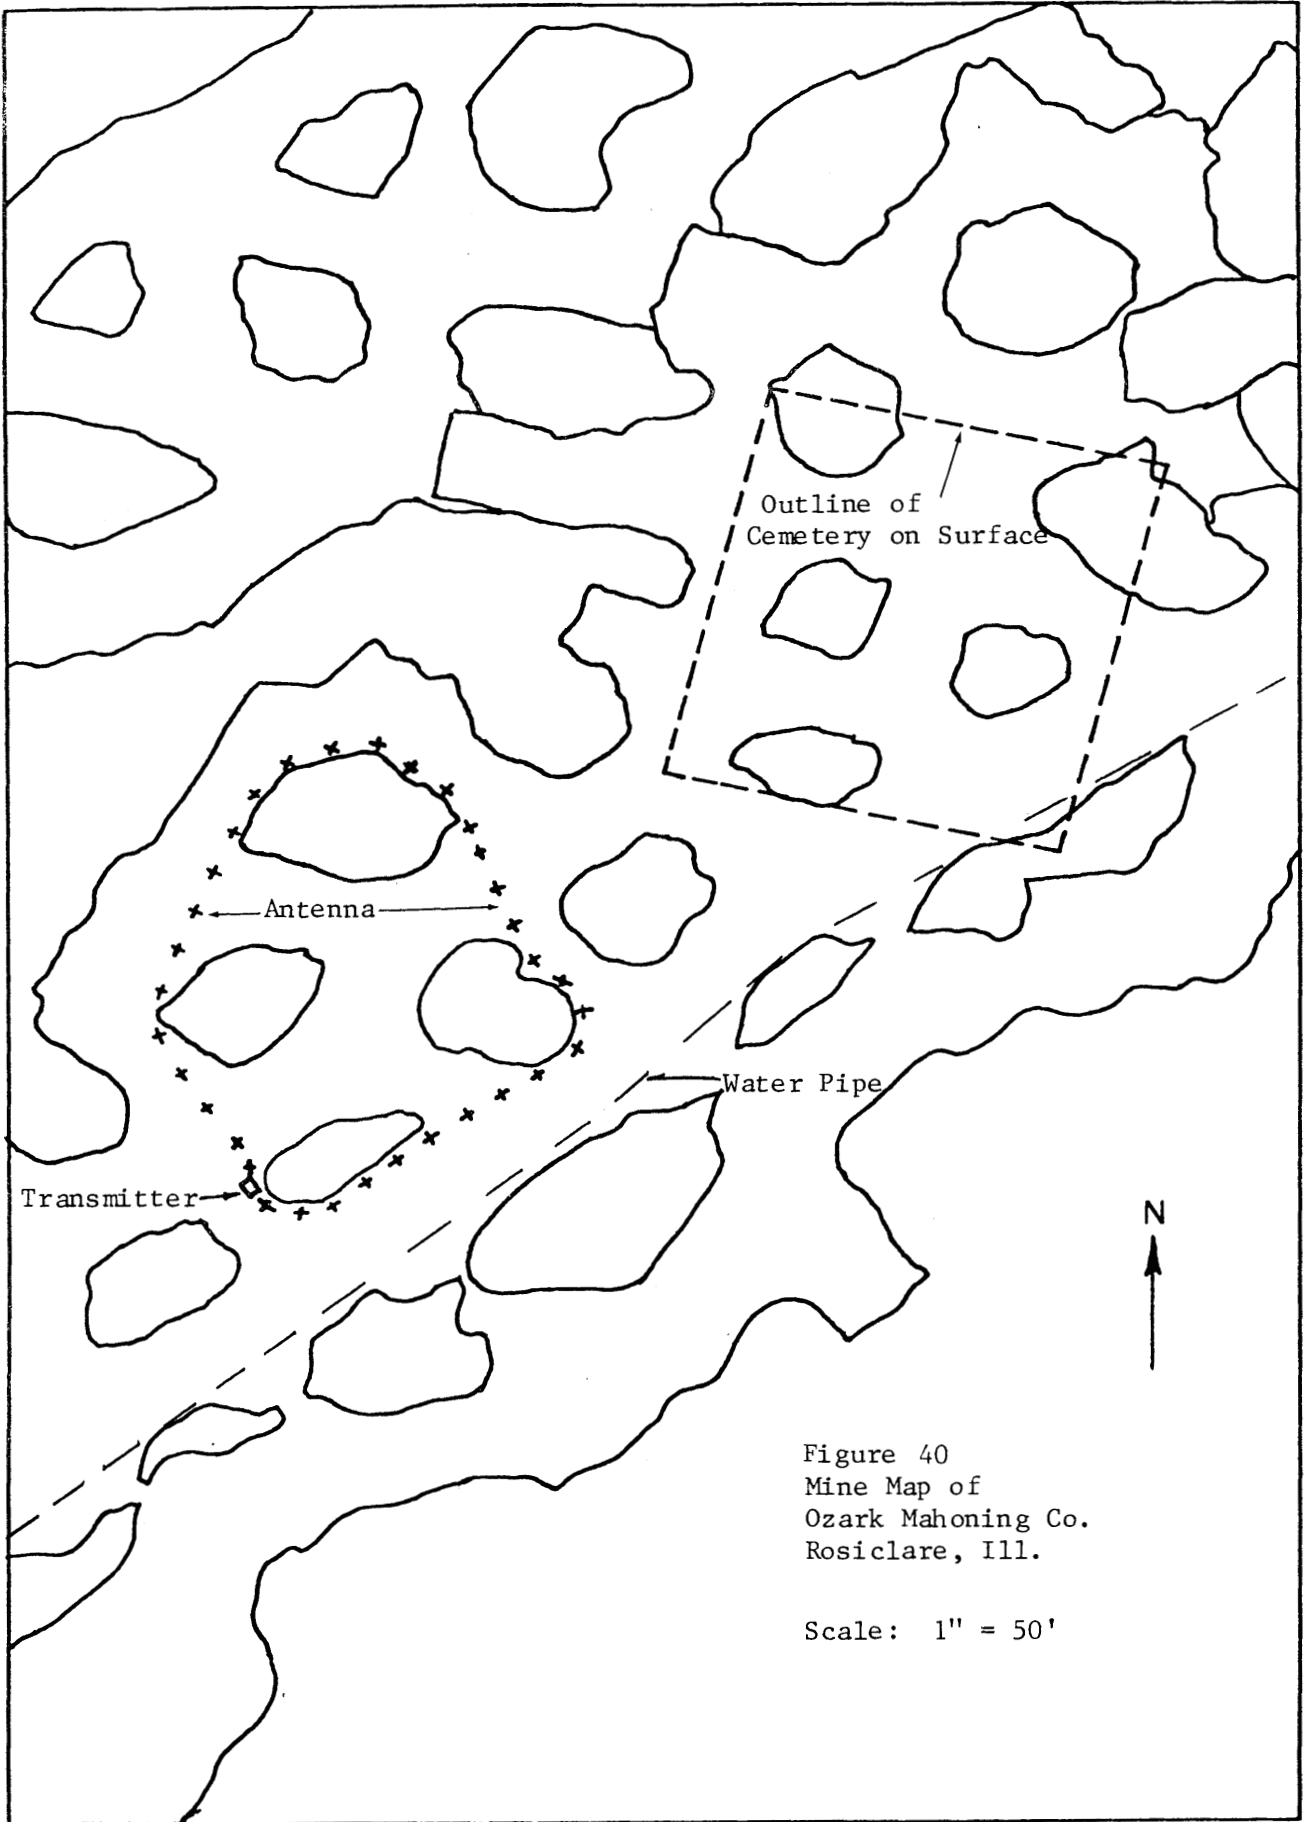 Outline of
Cemetery on Surface
Antenna
Water Pipe
Transmitter
N
Figure 40
Mine Map of
Ozark Mahoning Co.
Rosiclare, Ill.
Scale: 1" = 50'